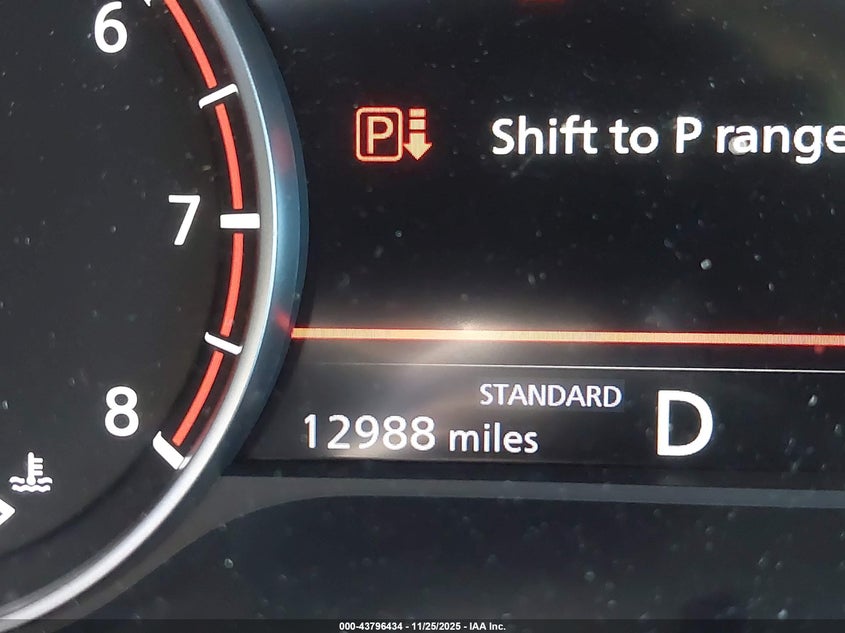 6
7
8
P
Shift to P range
STANDARD
D
12988 miles
000-43796434 - 11/25/2025 - IAA Inc.